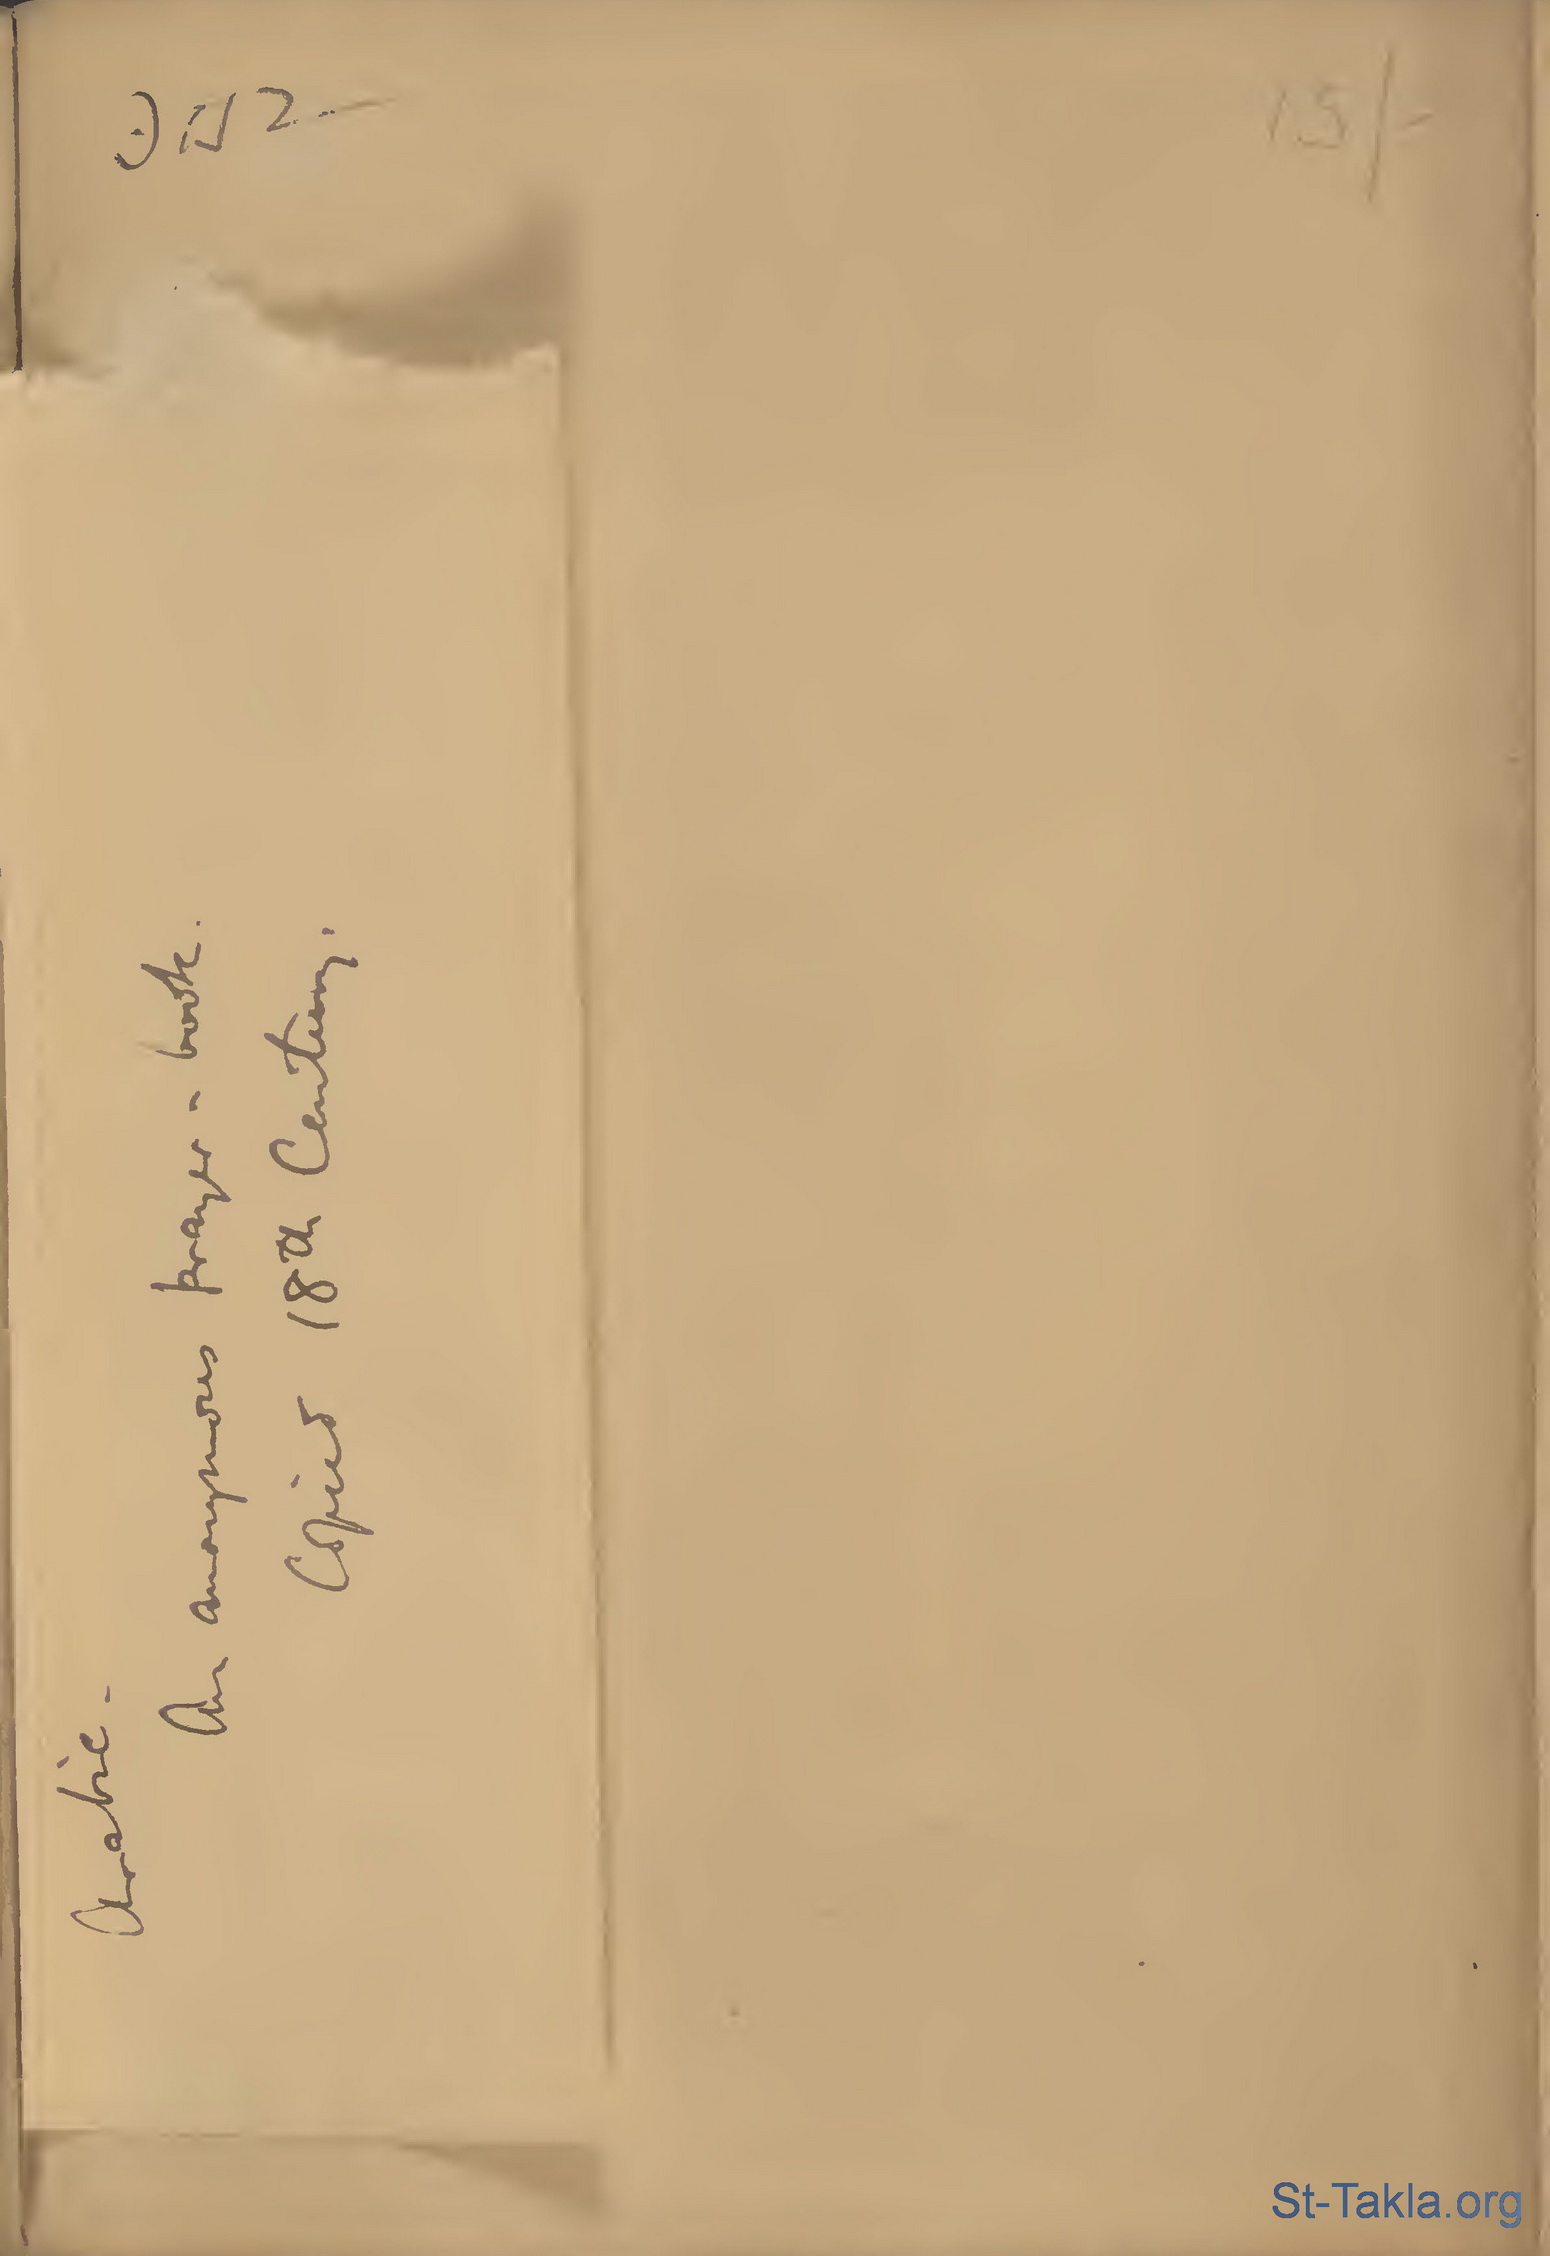 15/-
Arabic -
An anonymous prayer - book.
Copied 18th Century.
St-Takla.org